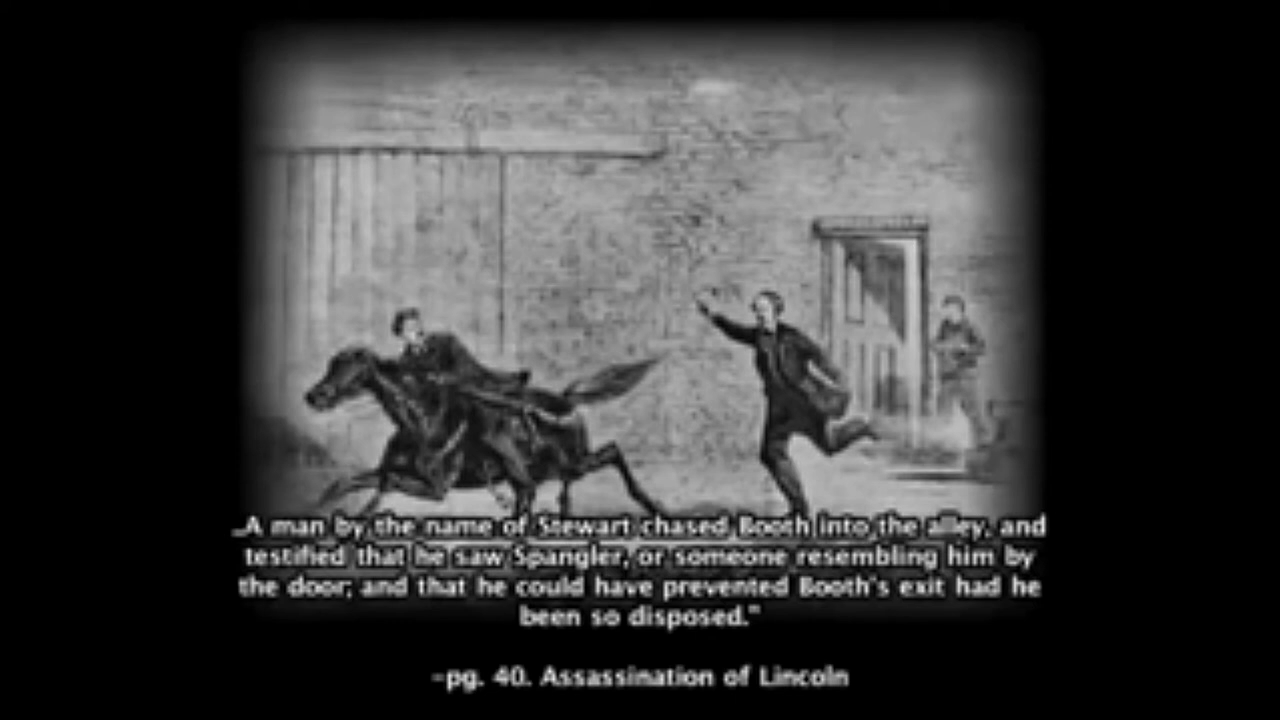 „A man by the name of Stewart chased Booth into the alley, and
testified that he saw Spangler, or someone resembling him by
the door; and that he could have prevented Booth's exit had he
been so disposed."
-pg. 40. Assassination of Lincoln